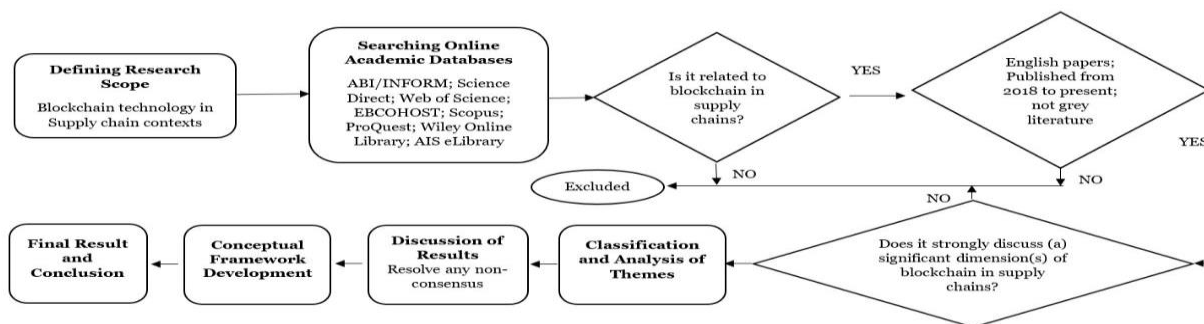 Defining Research
Scope
Blockchain technology in
Supply chain contexts
Searching Online
Academic Databases
ABI/INFORM; Science
Direct; Web of Science;
EBCOHOST; Scopus;
ProQuest; Wiley Online
Library; AIS eLibrary
Is it related to
blockchain in
supply
chains?
YES
English papers;
Published from
2018 to present;
not grey
literature
YES
NO
NO
Excluded
NO
Does it strongly discuss (a)
significant dimension(s) of
blockchain in supply
chains?
Classification
and Analysis of
Themes
Discussion of
Results
Resolve any non-
consensus
Conceptual
Framework
Development
Final Result
and
Conclusion